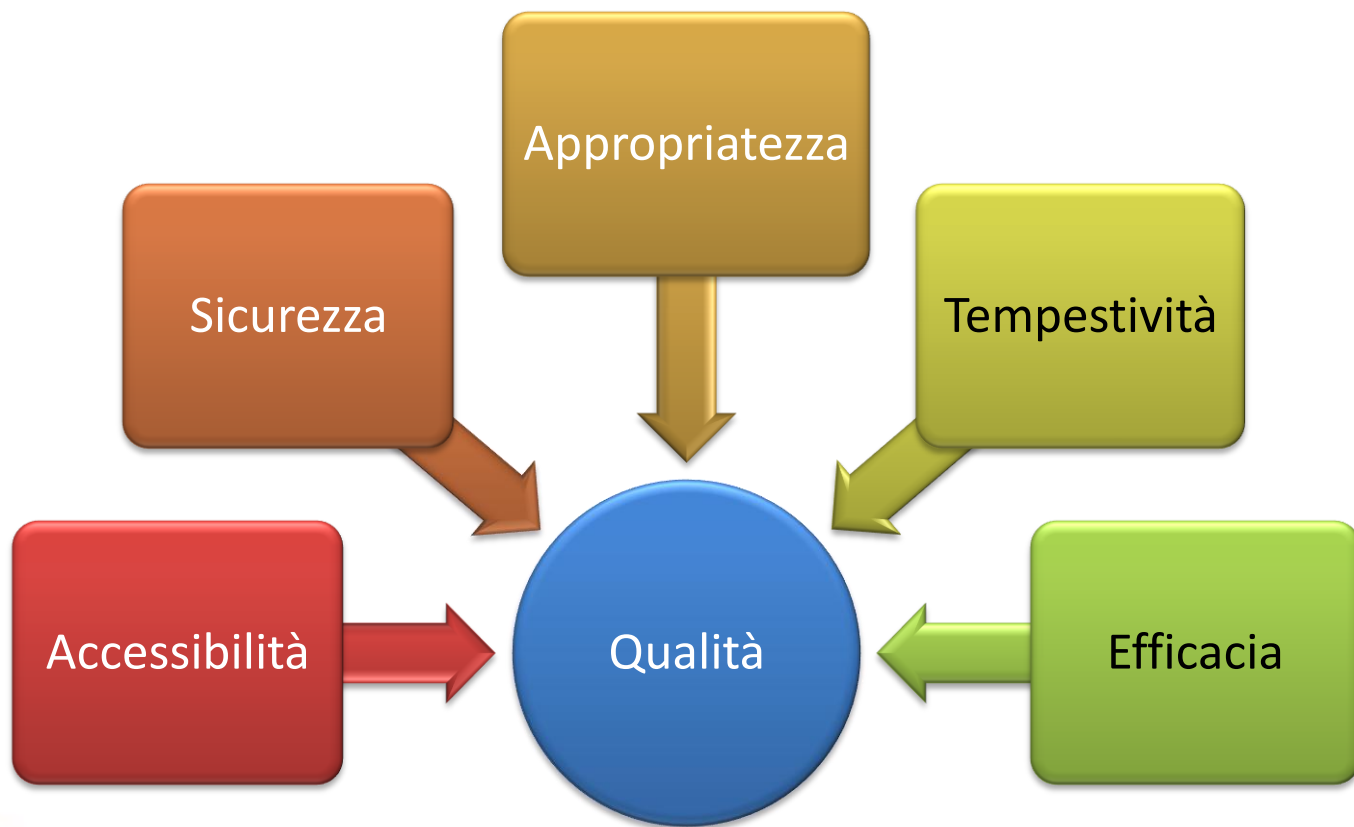 Appropriatezza
Sicurezza
Tempestività
Accessibilità
Qualità
Efficacia